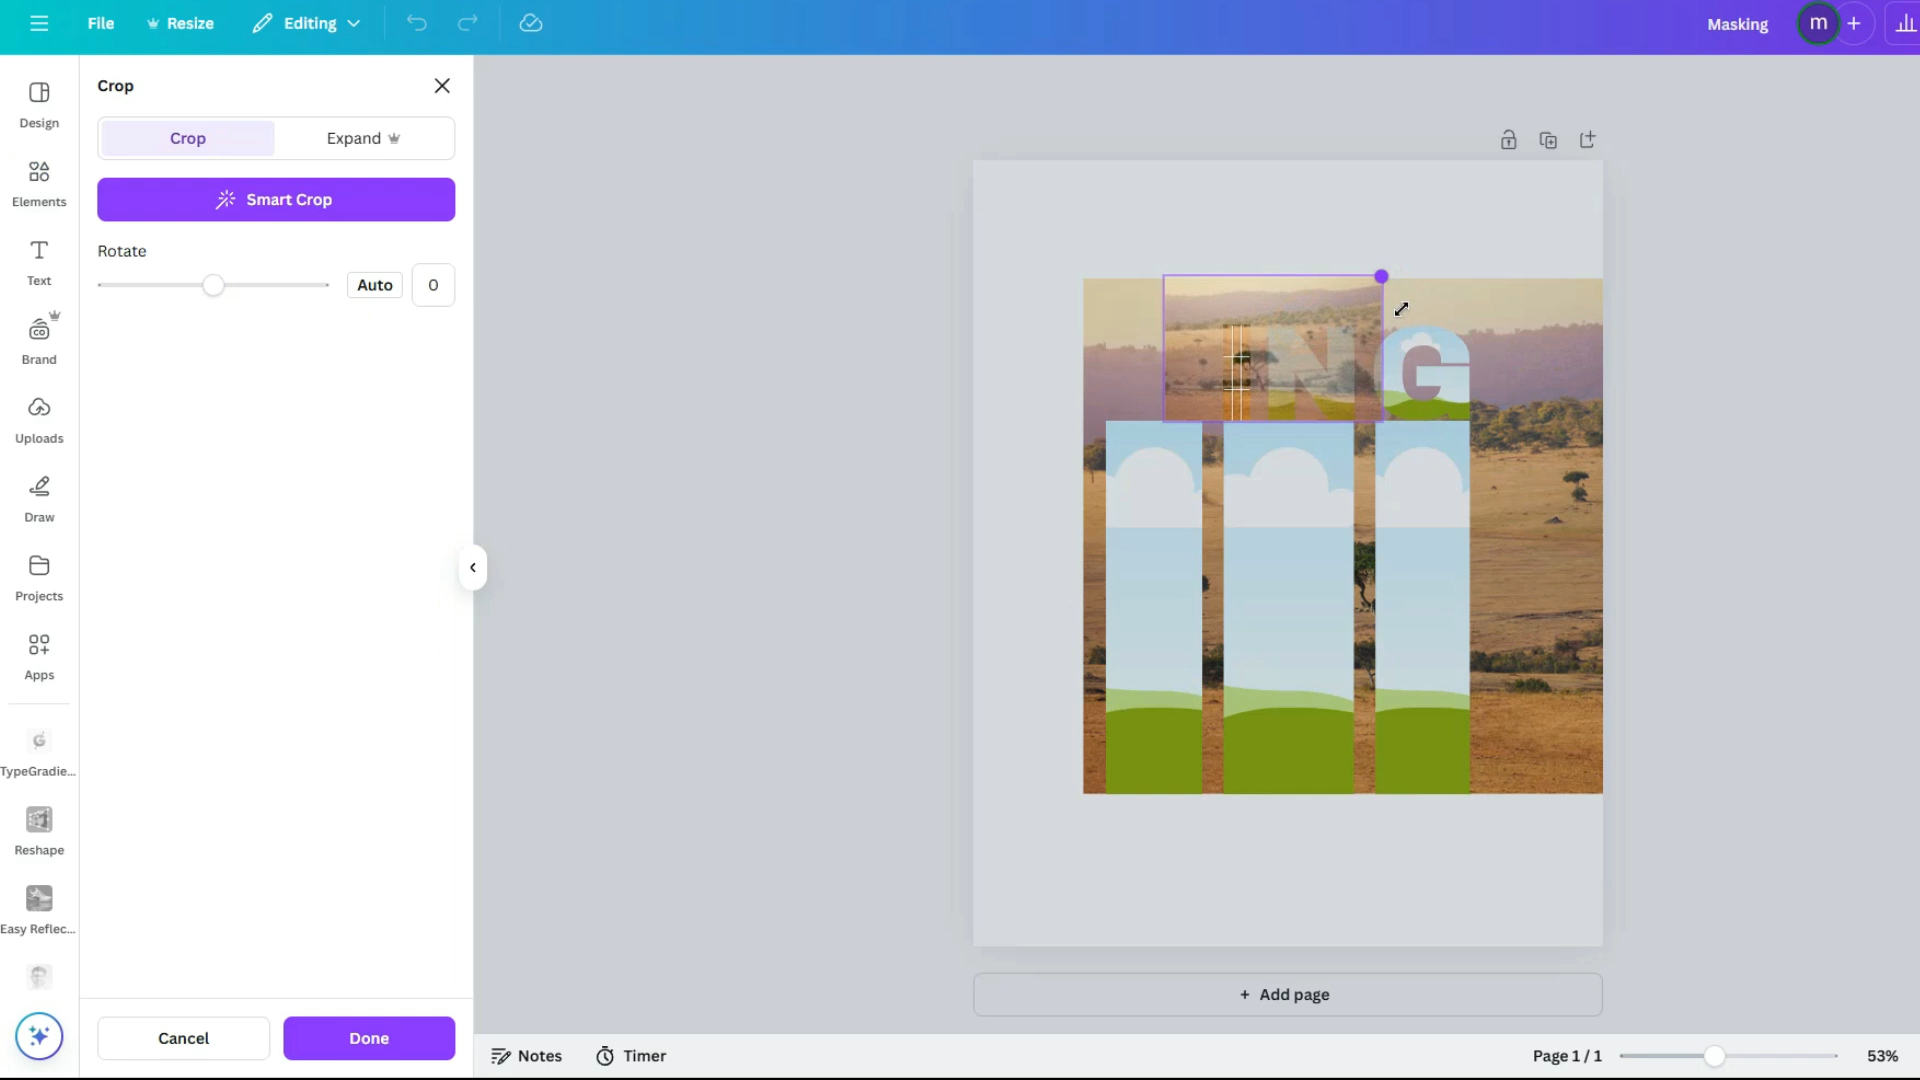 File
Resize
Editing
Masking
m
Design
Elements
Text
Brand
Uploads
Draw
Projects
Apps
TypeGradie...
Reshape
Easy Reflec...
Crop
Crop
Expand
Smart Crop
Rotate
Auto
0
Cancel
Done
ING
+ Add page
Notes
Timer
Page 1 / 1
53%